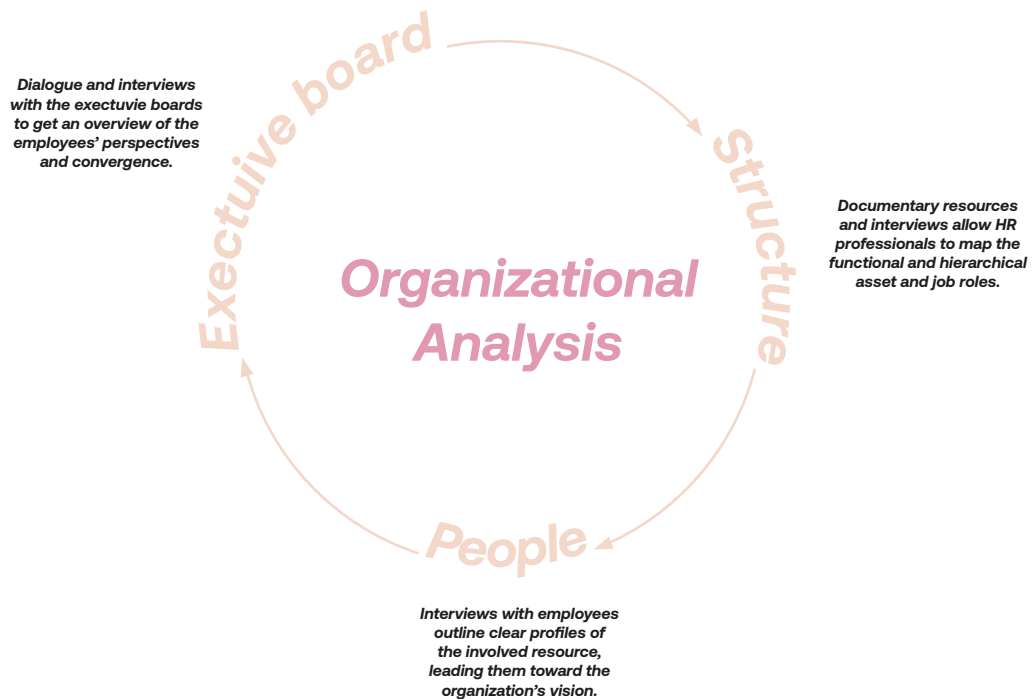 Exectuive board
Dialogue and interviews
with the exectuvie boards
to get an overview of the
employees’ perspectives
and convergence.
Structure
Documentary resources
and interviews allow HR
professionals to map the
functional and hierarchical
asset and job roles.
Organizational
Analysis
People
Interviews with employees
outline clear profiles of
the involved resource,
leading them toward the
organization’s vision.